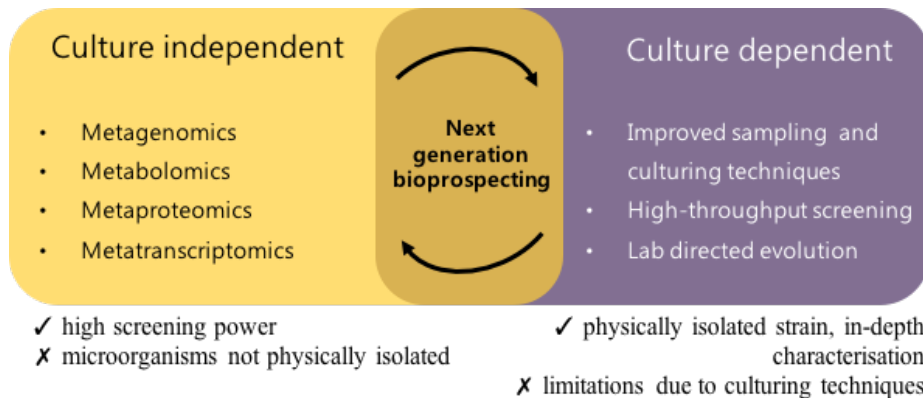 Culture independent
• Metagenomics
• Metabolomics
• Metaproteomics
• Metatranscriptomics
Next
generation
bioprospecting
Culture dependent
• Improved sampling and
culturing techniques
• High-throughput screening
• Lab directed evolution
✓ high screening power
✗ microorganisms not physically isolated
✓ physically isolated strain, in-depth
characterisation
✗ limitations due to culturing techniques